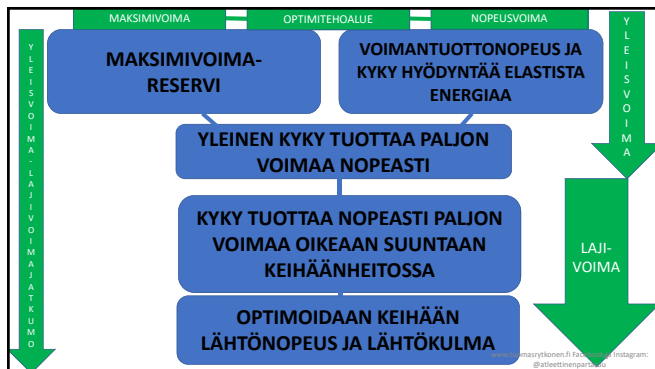 MAKSIMIVOIMA
OPTIMITEHOALUE
NOPEUSVOIMA
YLEISVOIMA-LAJIVOIMAJATKUMO
YLEISVOIMA
MAKSIMIVOIMA-
RESERVI
VOIMANTUOTTONOPEUS JA
KYKY HYÖDYNTÄÄ ELASTISTA
ENERGIAA
YLEINEN KYKY TUOTTAA PALJON
VOIMAA NOPEASTI
KYKY TUOTTAA NOPEASTI PALJON
VOIMAA OIKEAAN SUUNTAAN
KEIHÄÄNHEITOSSA
LAJI-
VOIMA
OPTIMOIDAAN KEIHÄÄN
LÄHTÖNOPEUS JA LÄHTÖKULMA
Instagram: